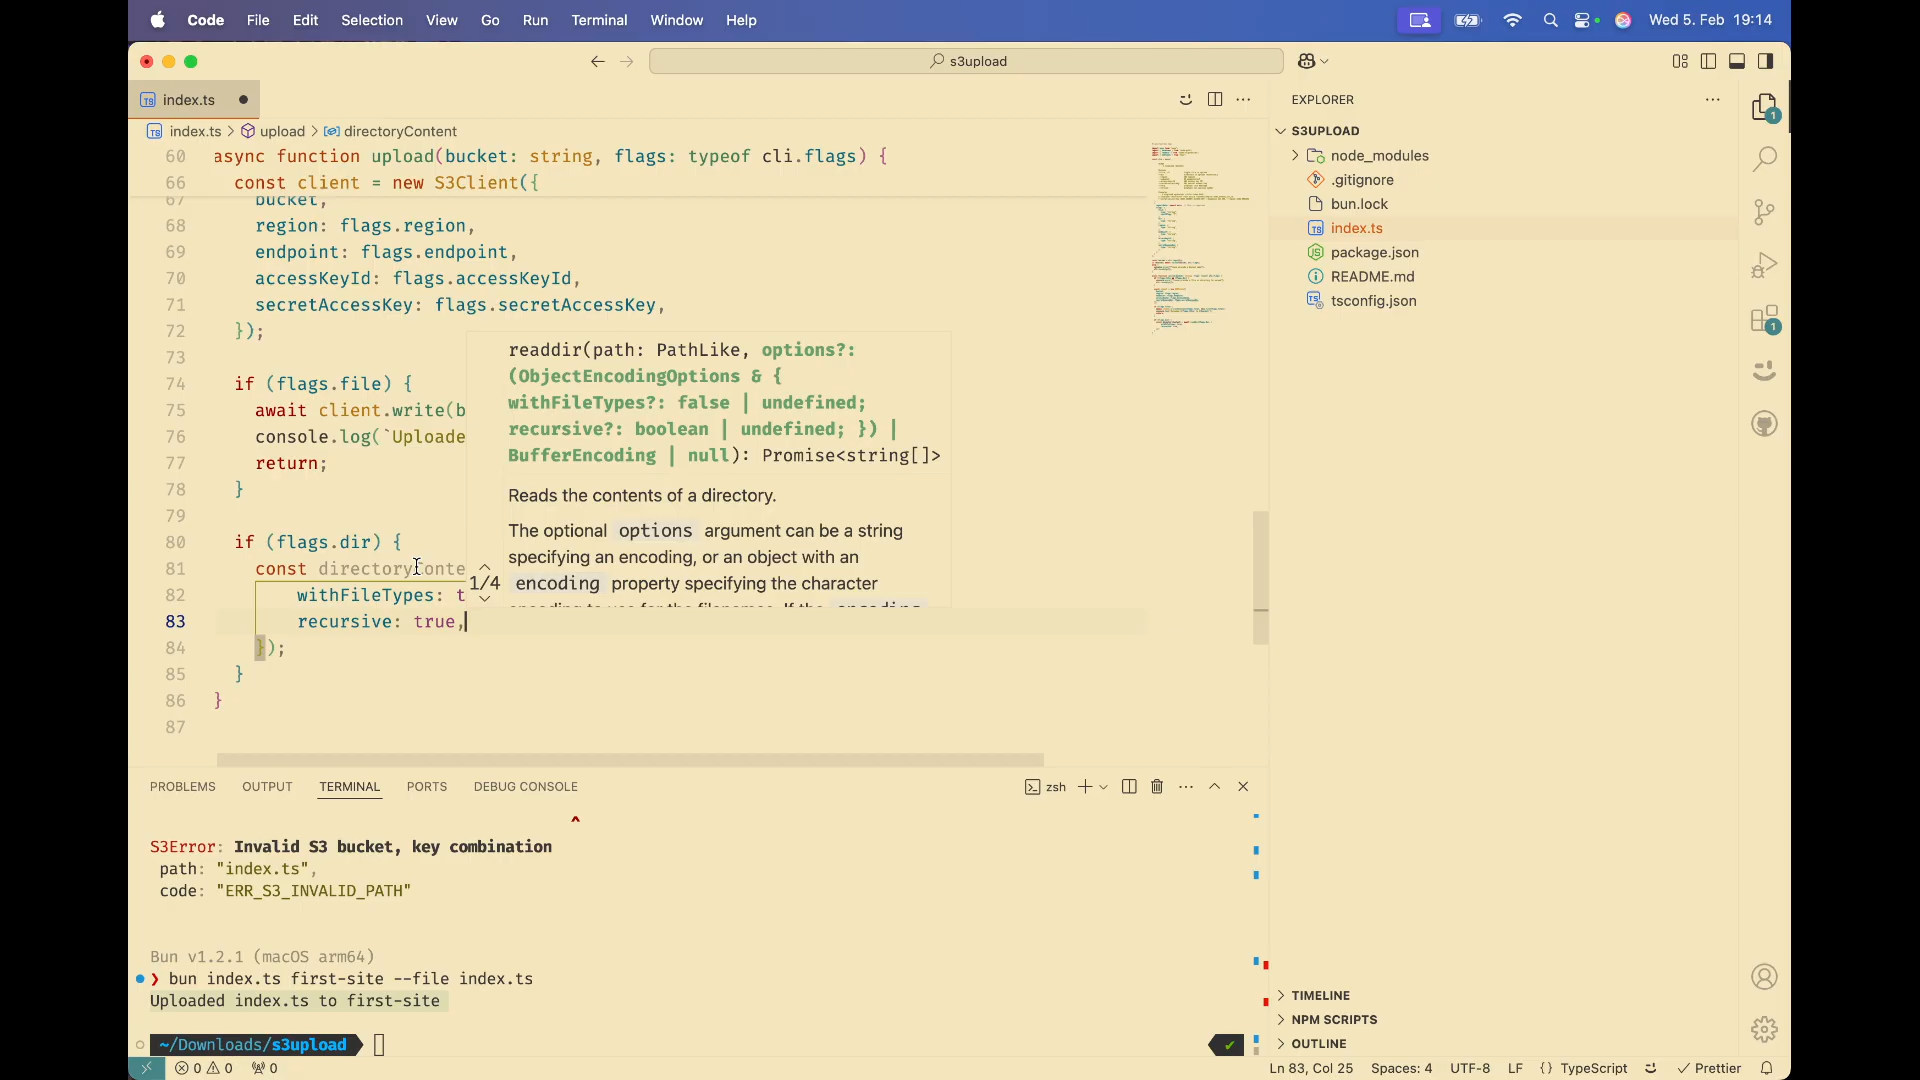 Code File Edit Selection View Go Run Terminal Window Help
Wed 5. Feb 19:14
s3upload
index.ts
index.ts > upload > directoryContent
60 async function upload(bucket: string, flags: typeof cli.flags) {
66 const client = new S3Client({
67 bucket,
68 region: flags.region,
69 endpoint: flags.endpoint,
70 accessKeyId: flags.accessKeyId,
71 secretAccessKey: flags.secretAccessKey,
72 });
73
74 if (flags.file) {
75 await client.write(b
76 console.log(`Uploade
77 return;
78 }
79
80 if (flags.dir) {
81 const directoryConte
82 withFileTypes: t
83 recursive: true,
84 });
85 }
86 }
87
readdir(path: PathLike, options?:
(ObjectEncodingOptions & {
withFileTypes?: false | undefined;
recursive?: boolean | undefined; }) |
BufferEncoding | null): Promise<string[]>
Reads the contents of a directory.
The optional options argument can be a string
specifying an encoding, or an object with an
1/4
encoding property specifying the character
EXPLORER
S3UPLOAD
node_modules
.gitignore
bun.lock
index.ts
package.json
README.md
tsconfig.json
1
1
TIMELINE
NPM SCRIPTS
OUTLINE
PROBLEMS OUTPUT TERMINAL PORTS DEBUG CONSOLE
zsh
^
S3Error: Invalid S3 bucket, key combination
path: "index.ts",
code: "ERR_S3_INVALID_PATH"
Bun v1.2.1 (macOS arm64)
❯ bun index.ts first-site --file index.ts
Uploaded index.ts to first-site
~/Downloads/s3upload
0 0 0
Ln 83, Col 25 Spaces: 4 UTF-8 LF {} TypeScript Prettier